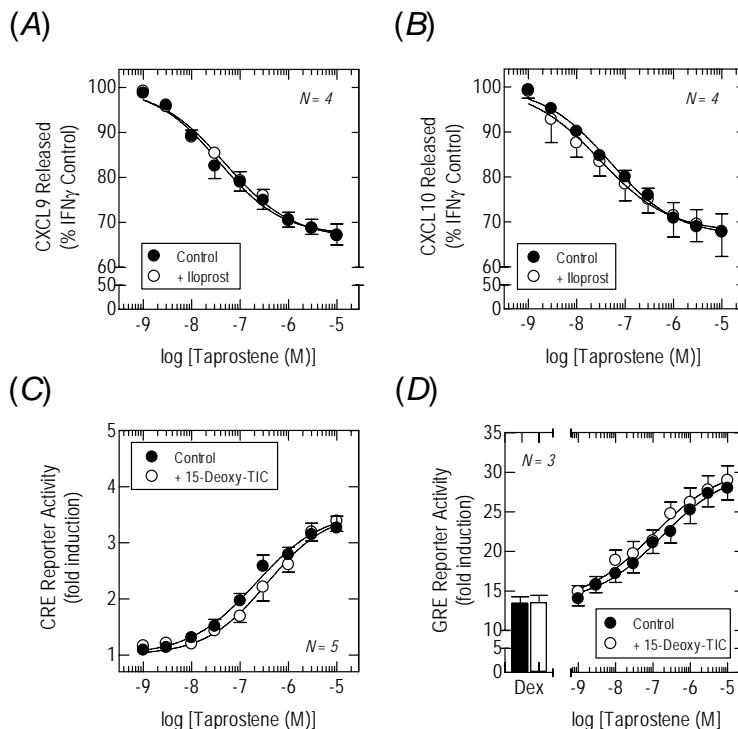 (A)
CXCL9 Released
(% IFNγ Control)
100
90
80
70
60
50
0
N = 4
Control
+ Iloprost
-9 -8 -7 -6 -5
log [Taprostene (M)]
(B)
CXCL10 Released
(% IFNγ Control)
100
90
80
70
60
50
0
N = 4
Control
+ Iloprost
-9 -8 -7 -6 -5
log [Taprostene (M)]
(C)
CRE Reporter Activity
(fold induction)
5
4
3
2
1
Control
+ 15-Deoxy-TIC
N = 5
-9 -8 -7 -6 -5
log [Taprostene (M)]
(D)
GRE Reporter Activity
(fold induction)
35
30
25
20
15
10
5
0
N = 3
Control
+ 15-Deoxy-TIC
Dex
-9 -8 -7 -6 -5
log [Taprostene (M]